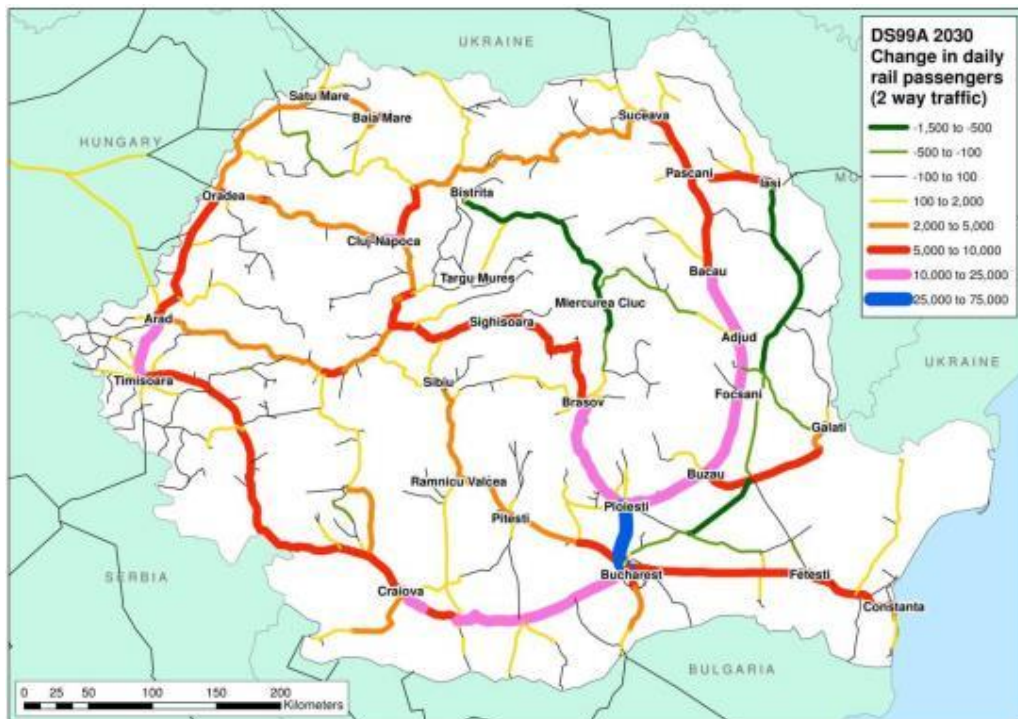 DS99A 2030
Change in daily
rail passengers
(2 way traffic)
-1,500 to -500
-500 to -100
-100 to 100
100 to 2,000
2,000 to 5,000
5,000 to 10,000
10,000 to 25,000
25,000 to 75,000
UKRAINE
Satu Mare
Baia Mare
Suceava
HUNGARY
Pascani
Iasi
MO
Oradea
Bistrita
Cluj-Napoca
Targu Mures
Bacau
Miercurea Ciuc
Arad
Sighisoara
Adjud
UKRAINE
Timisoara
Sibiu
Focsani
Brasov
Galati
Buzau
Ramnicu Valcea
Ploiesti
Pitesti
Bucharest
Fetesti
SERBIA
Craiova
Constanta
BULGARIA
0 25 50 100 150 200
Kilometers